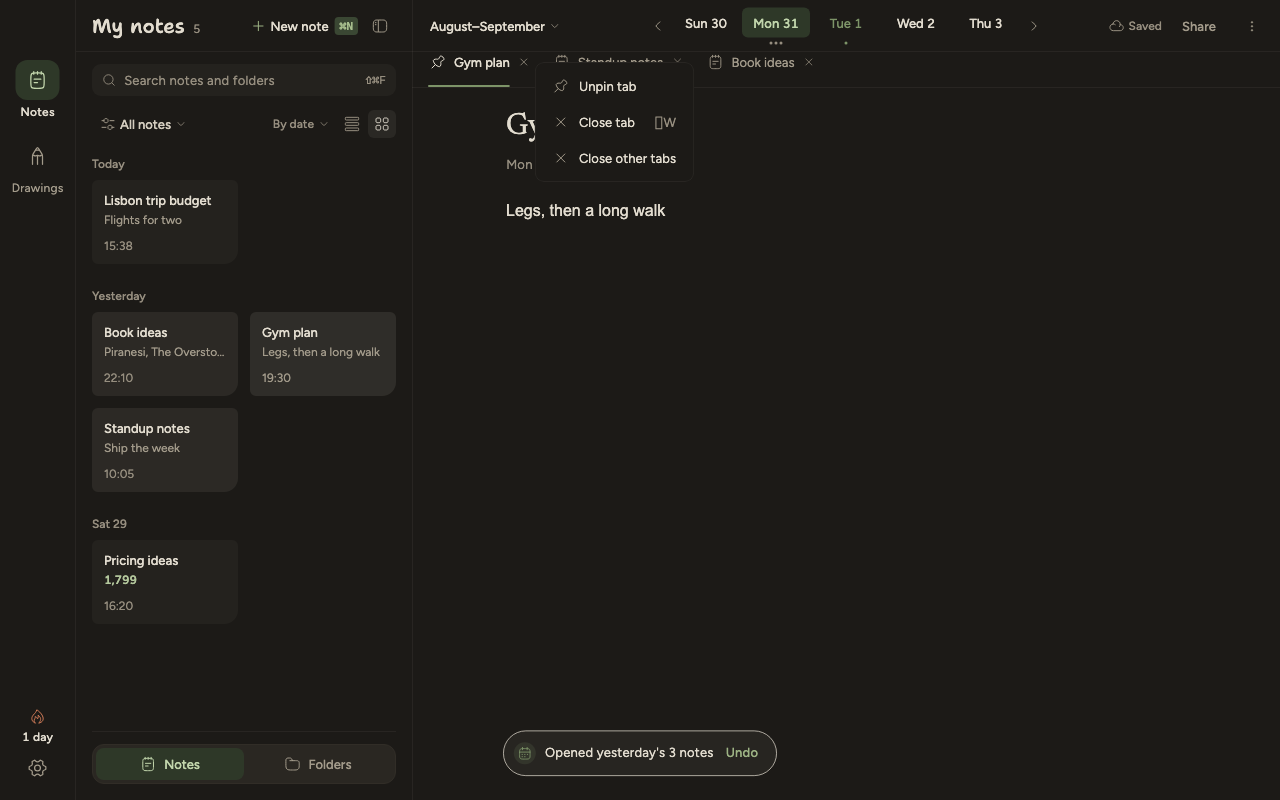 My notes 5
New note ⌘N
August–September
Sun 30
Mon 31
Tue 1
Wed 2
Thu 3
Saved
Share
Notes
Drawings
Search notes and folders ⇧⌘F
All notes
By date
Today
Lisbon trip budget
Flights for two
15:38
Yesterday
Book ideas
Piranesi, The Oversto…
22:10
Gym plan
Legs, then a long walk
19:30
Standup notes
Ship the week
10:05
Sat 29
Pricing ideas
1,799
16:20
1 day
Notes
Folders
Gym plan
Standup notes
Book ideas
Unpin tab
Close tab W
Close other tabs
Gy
Mon
Legs, then a long walk
Opened yesterday's 3 notes Undo